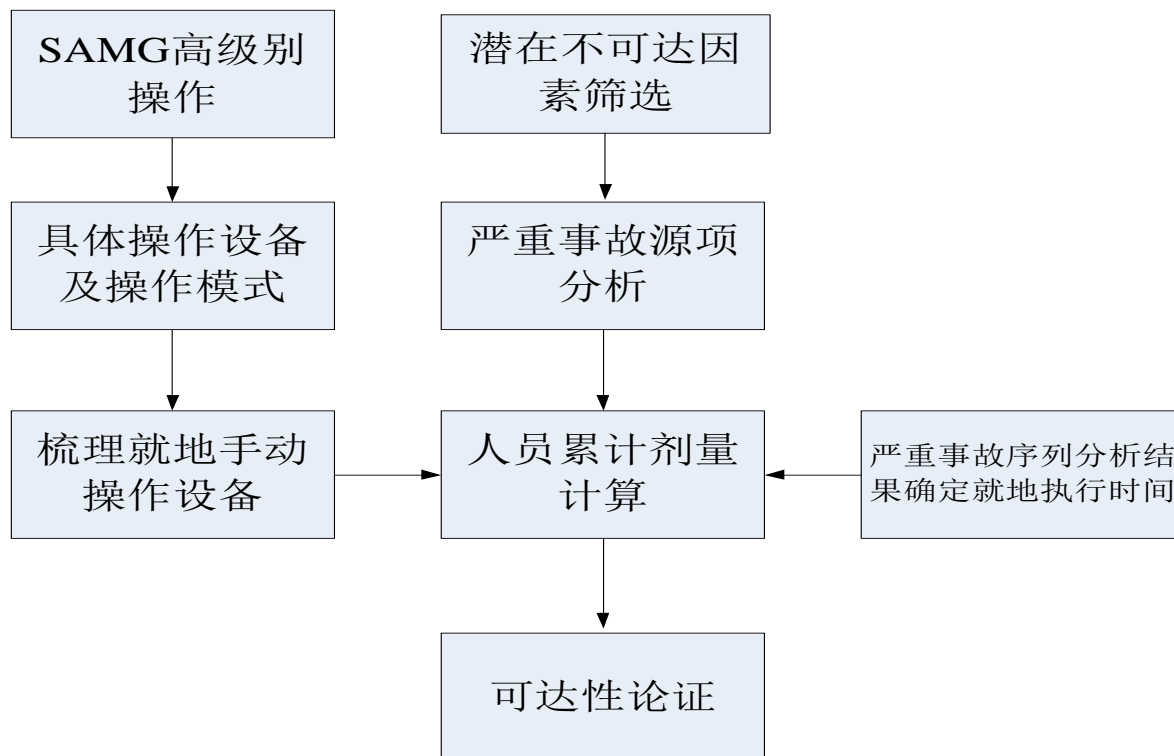 SAMG高级别
操作
潜在不可达因
素筛选
具体操作设备
及操作模式
严重事故源项
分析
梳理就地手动
操作设备
人员累计剂量
计算
严重事故序列分析结
果确定就地执行时间
可达性论证